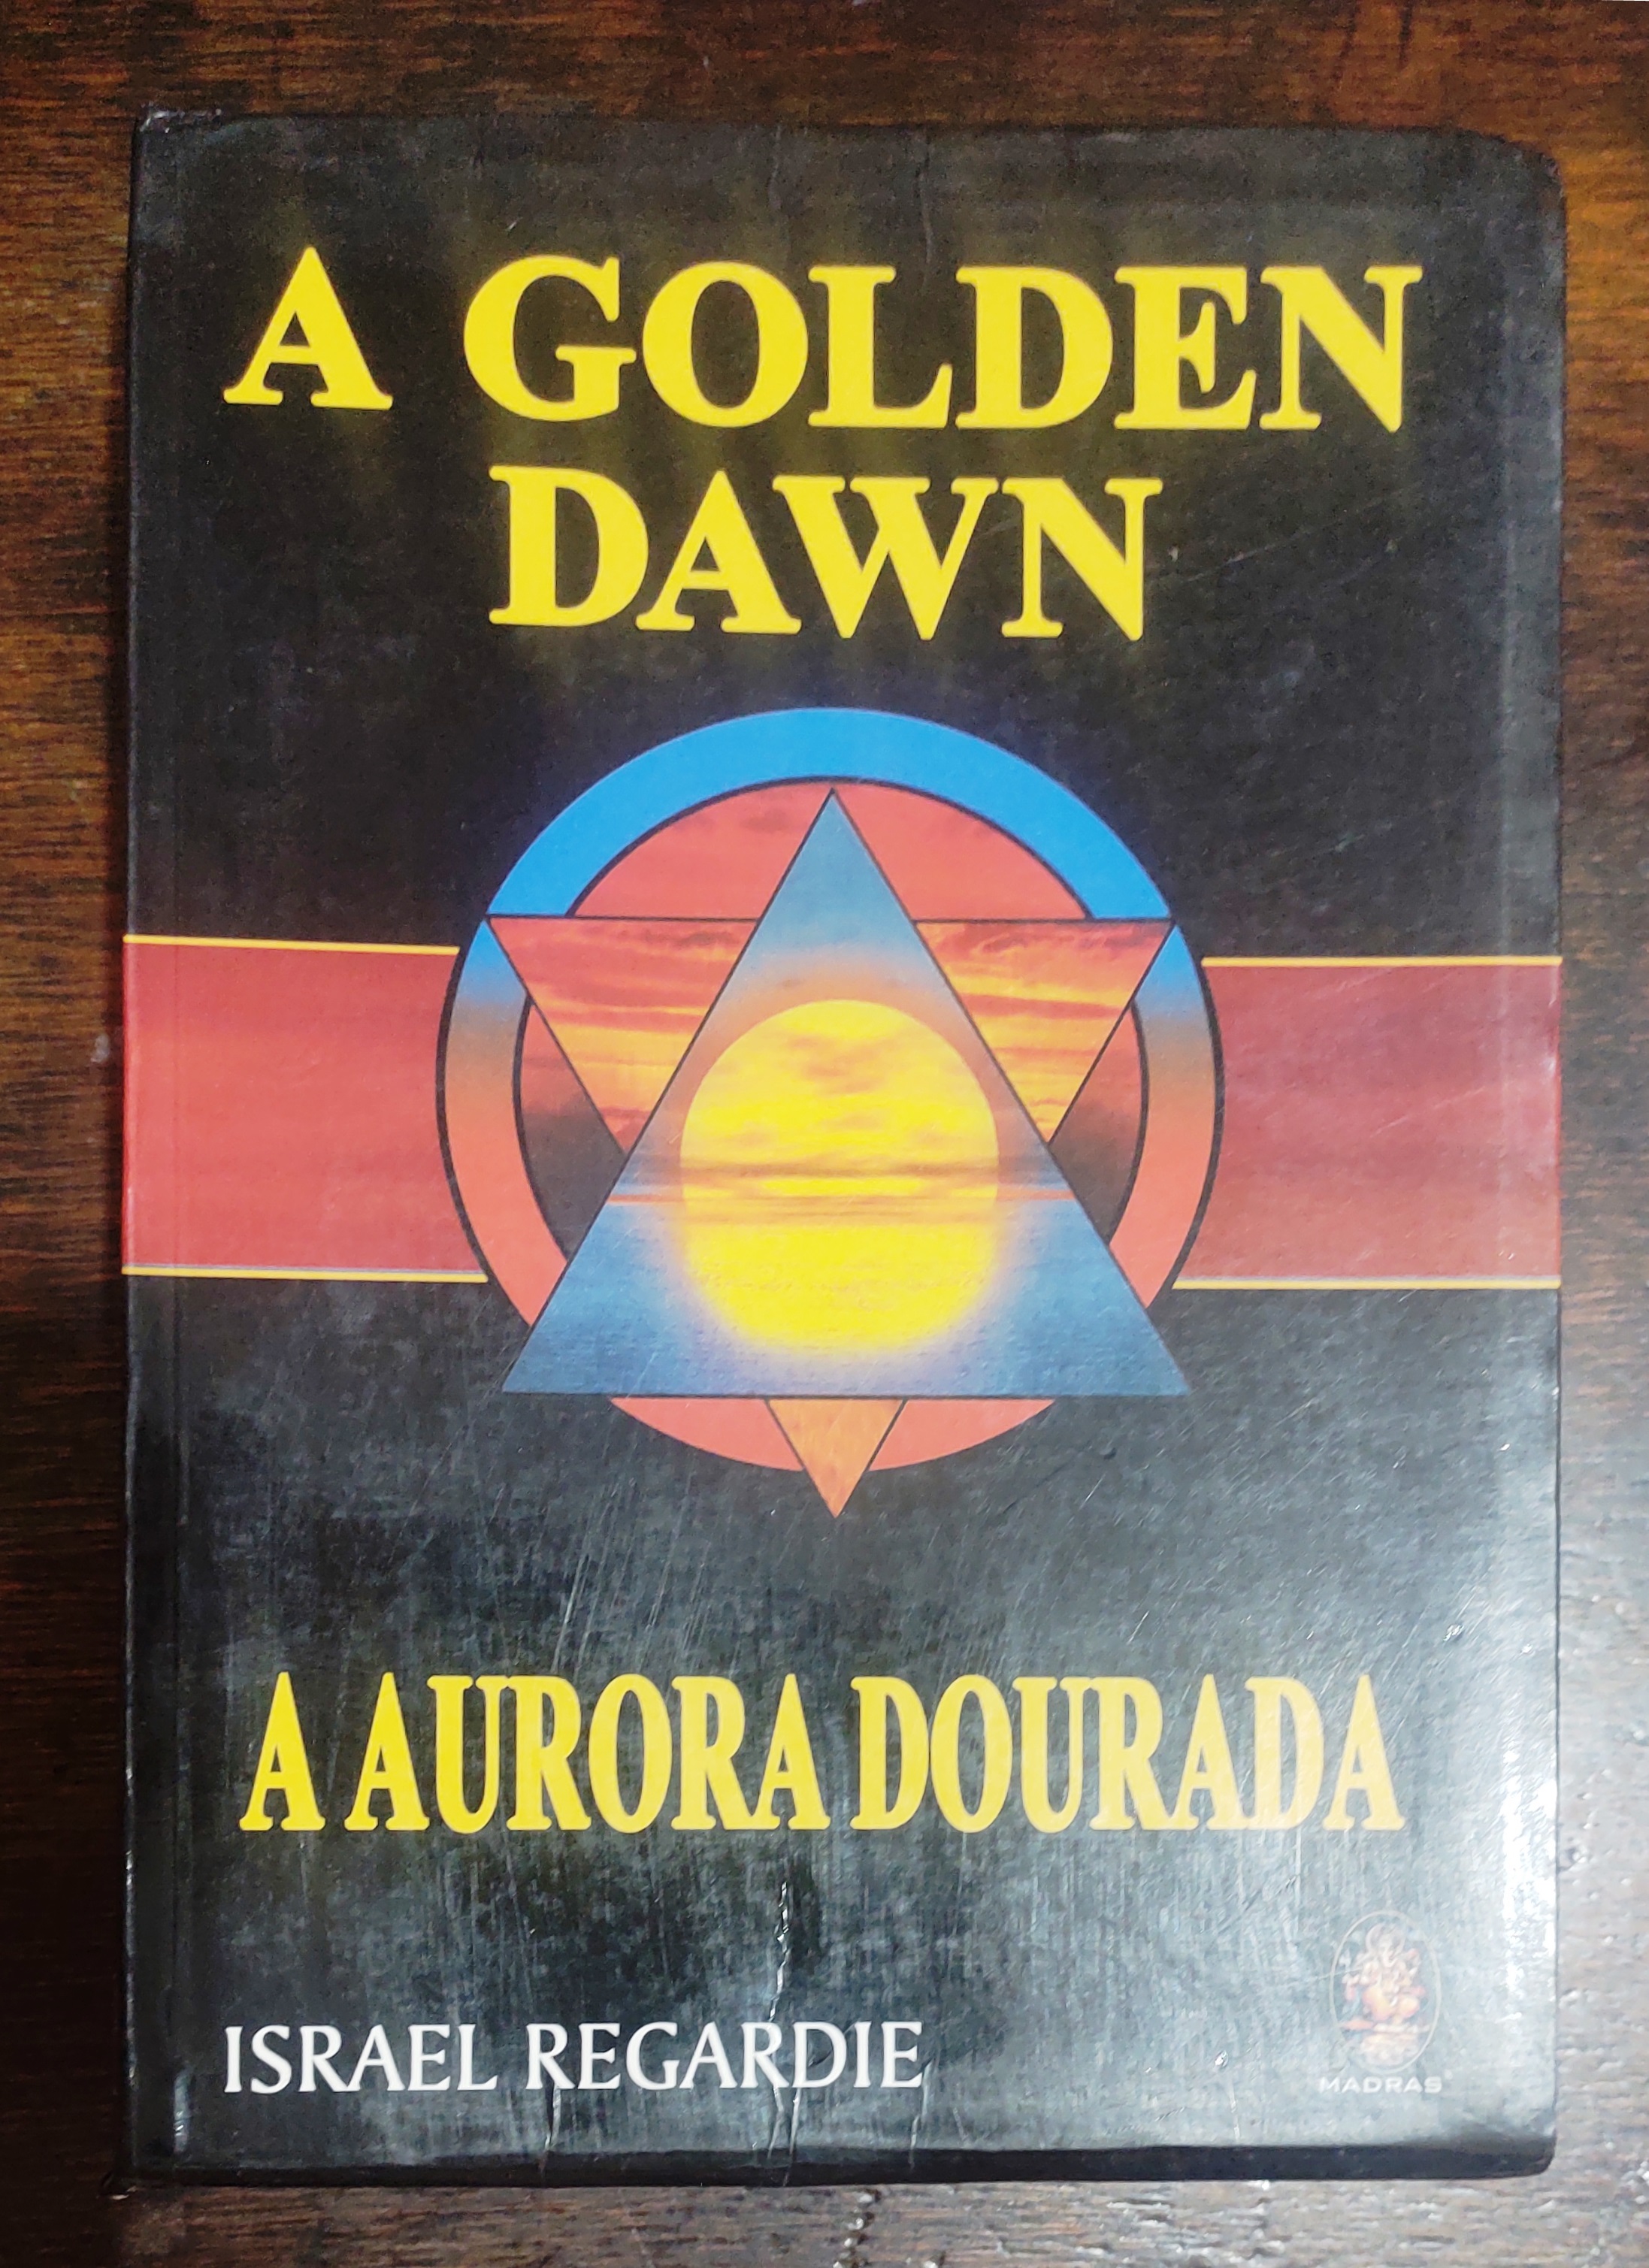 A GOLDEN
DAWN
A AURORA DOURADA
ISRAEL REGARDIE
MADRAS